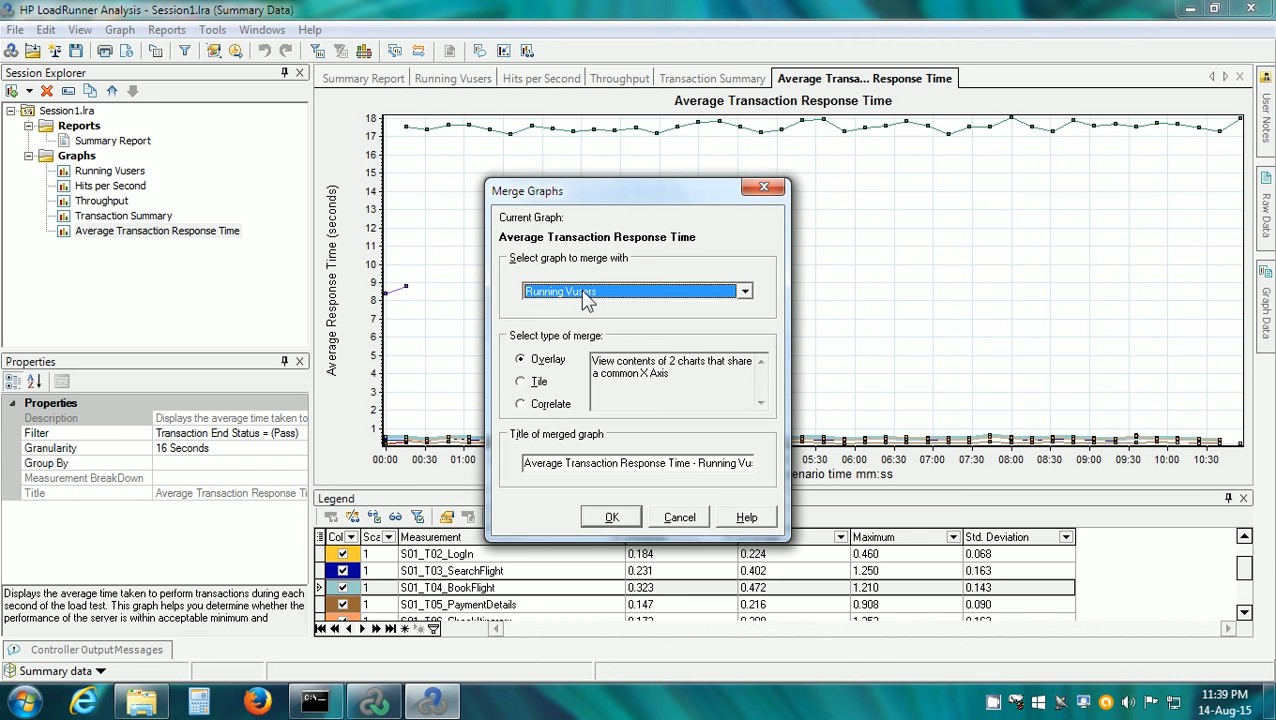 HP LoadRunner Analysis - Session1.lra (Summary Data)
File Edit View Graph Reports Tools Windows Help
Session Explorer
Session1.lra
Reports
Summary Report
Graphs
Running Vusers
Hits per Second
Throughput
Transaction Summary
Average Transaction Response Time
Properties
Properties
Description Displays the average time taken to
Filter Transaction End Status = (Pass)
Granularity 16 Seconds
Group By
Measurement BreakDown
Title Average Transaction Response Ti
Displays the average time taken to perform transactions during each
second of the load test. This graph helps you determine whether the
performance of the server is within acceptable minimum and
Summary Report Running Vusers Hits per Second Throughput Transaction Summary Average Transa... Response Time
Average Transaction Response Time
Average Response Time (seconds)
18
17
16
15
14
13
12
11
10
9
8
7
6
5
4
3
2
1
00:00 00:30 01:00 05:30 06:00 06:30 07:00 07:30 08:00 08:30 09:00 09:30 10:00 10:30
enario time mm:ss
Merge Graphs
Current Graph:
Average Transaction Response Time
Select graph to merge with
Running Vusers
Select type of merge:
Overlay
Tile
Correlate
View contents of 2 charts that share
a common X Axis
Title of merged graph
Average Transaction Response Time - Running Vu
OK Cancel Help
Legend
Col Sca Measurement Maximum Std. Deviation
1 S01_T02_LogIn 0.184 0.224 0.460 0.068
1 S01_T03_SearchFlight 0.231 0.402 1.250 0.163
1 S01_T04_BookFlight 0.323 0.472 1.210 0.143
1 S01_T05_PaymentDetails 0.147 0.216 0.908 0.090
User Notes
Raw Data
Graph Data
Controller Output Messages
Summary data
11:39 PM
14-Aug-15